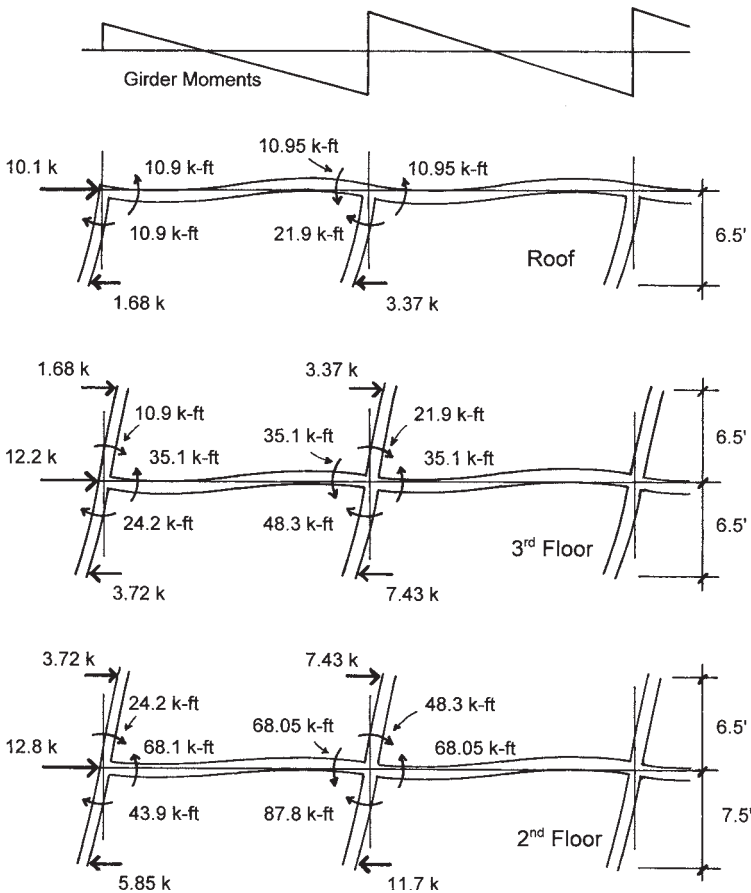 Girder Moments
10.1 k
10.9 k-ft
10.95 k-ft
10.95 k-ft
10.9 k-ft
21.9 k-ft
Roof
6.5'
1.68 k
3.37 k
1.68 k
3.37 k
10.9 k-ft
21.9 k-ft
6.5'
12.2 k
35.1 k-ft
35.1 k-ft
35.1 k-ft
24.2 k-ft
48.3 k-ft
3rd Floor
6.5'
3.72 k
7.43 k
3.72 k
7.43 k
24.2 k-ft
48.3 k-ft
6.5'
12.8 k
68.1 k-ft
68.05 k-ft
68.05 k-ft
43.9 k-ft
87.8 k-ft
2nd Floor
7.5'
5.85 k
11.7 k